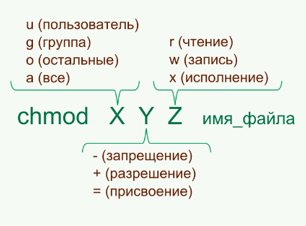 u (пользователь)
g (группа)
o (остальные)
a (все)
r (чтение)
w (запись)
x (исполнение)
chmod X Y Z имя_файла
- (запрещение)
+ (разрешение)
= (присвоение)